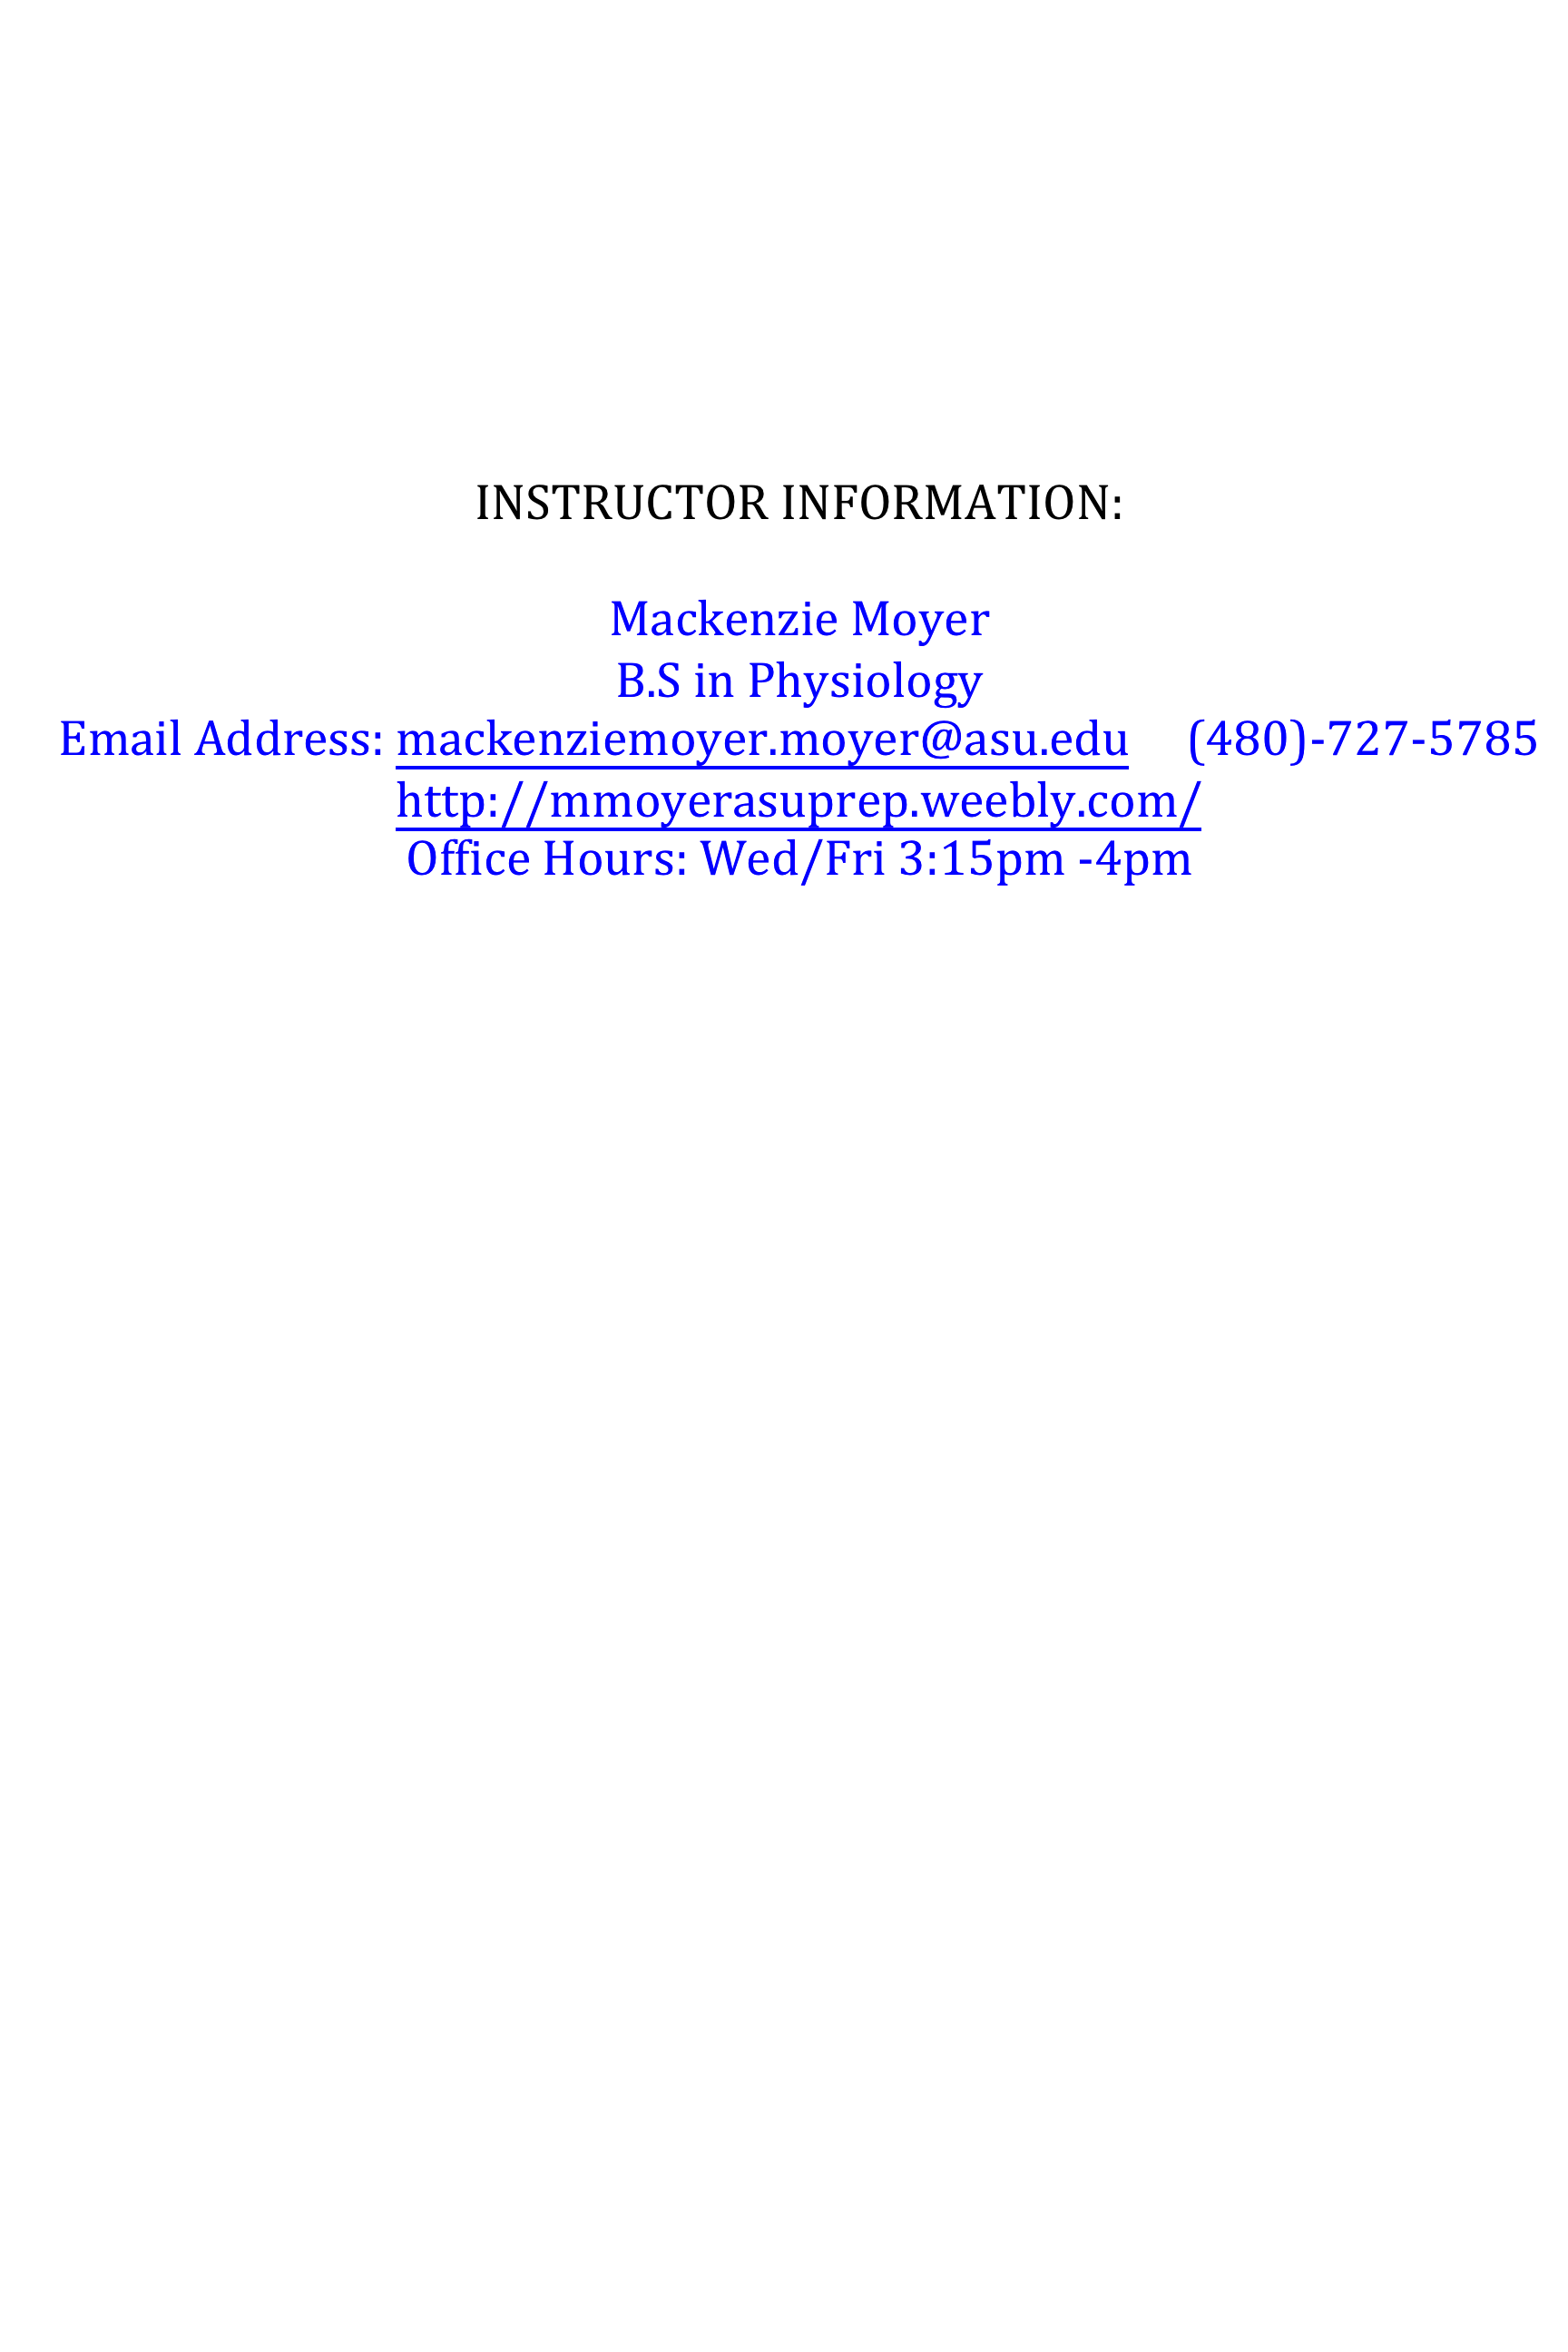 INSTRUCTOR INFORMATION:
Mackenzie Moyer
B.S in Physiology
Email Address: mackenziemoyer.moyer@asu.edu (480)-727-5785
http://mmoyerasuprep.weebly.com/
Office Hours: Wed/Fri 3:15pm -4pm